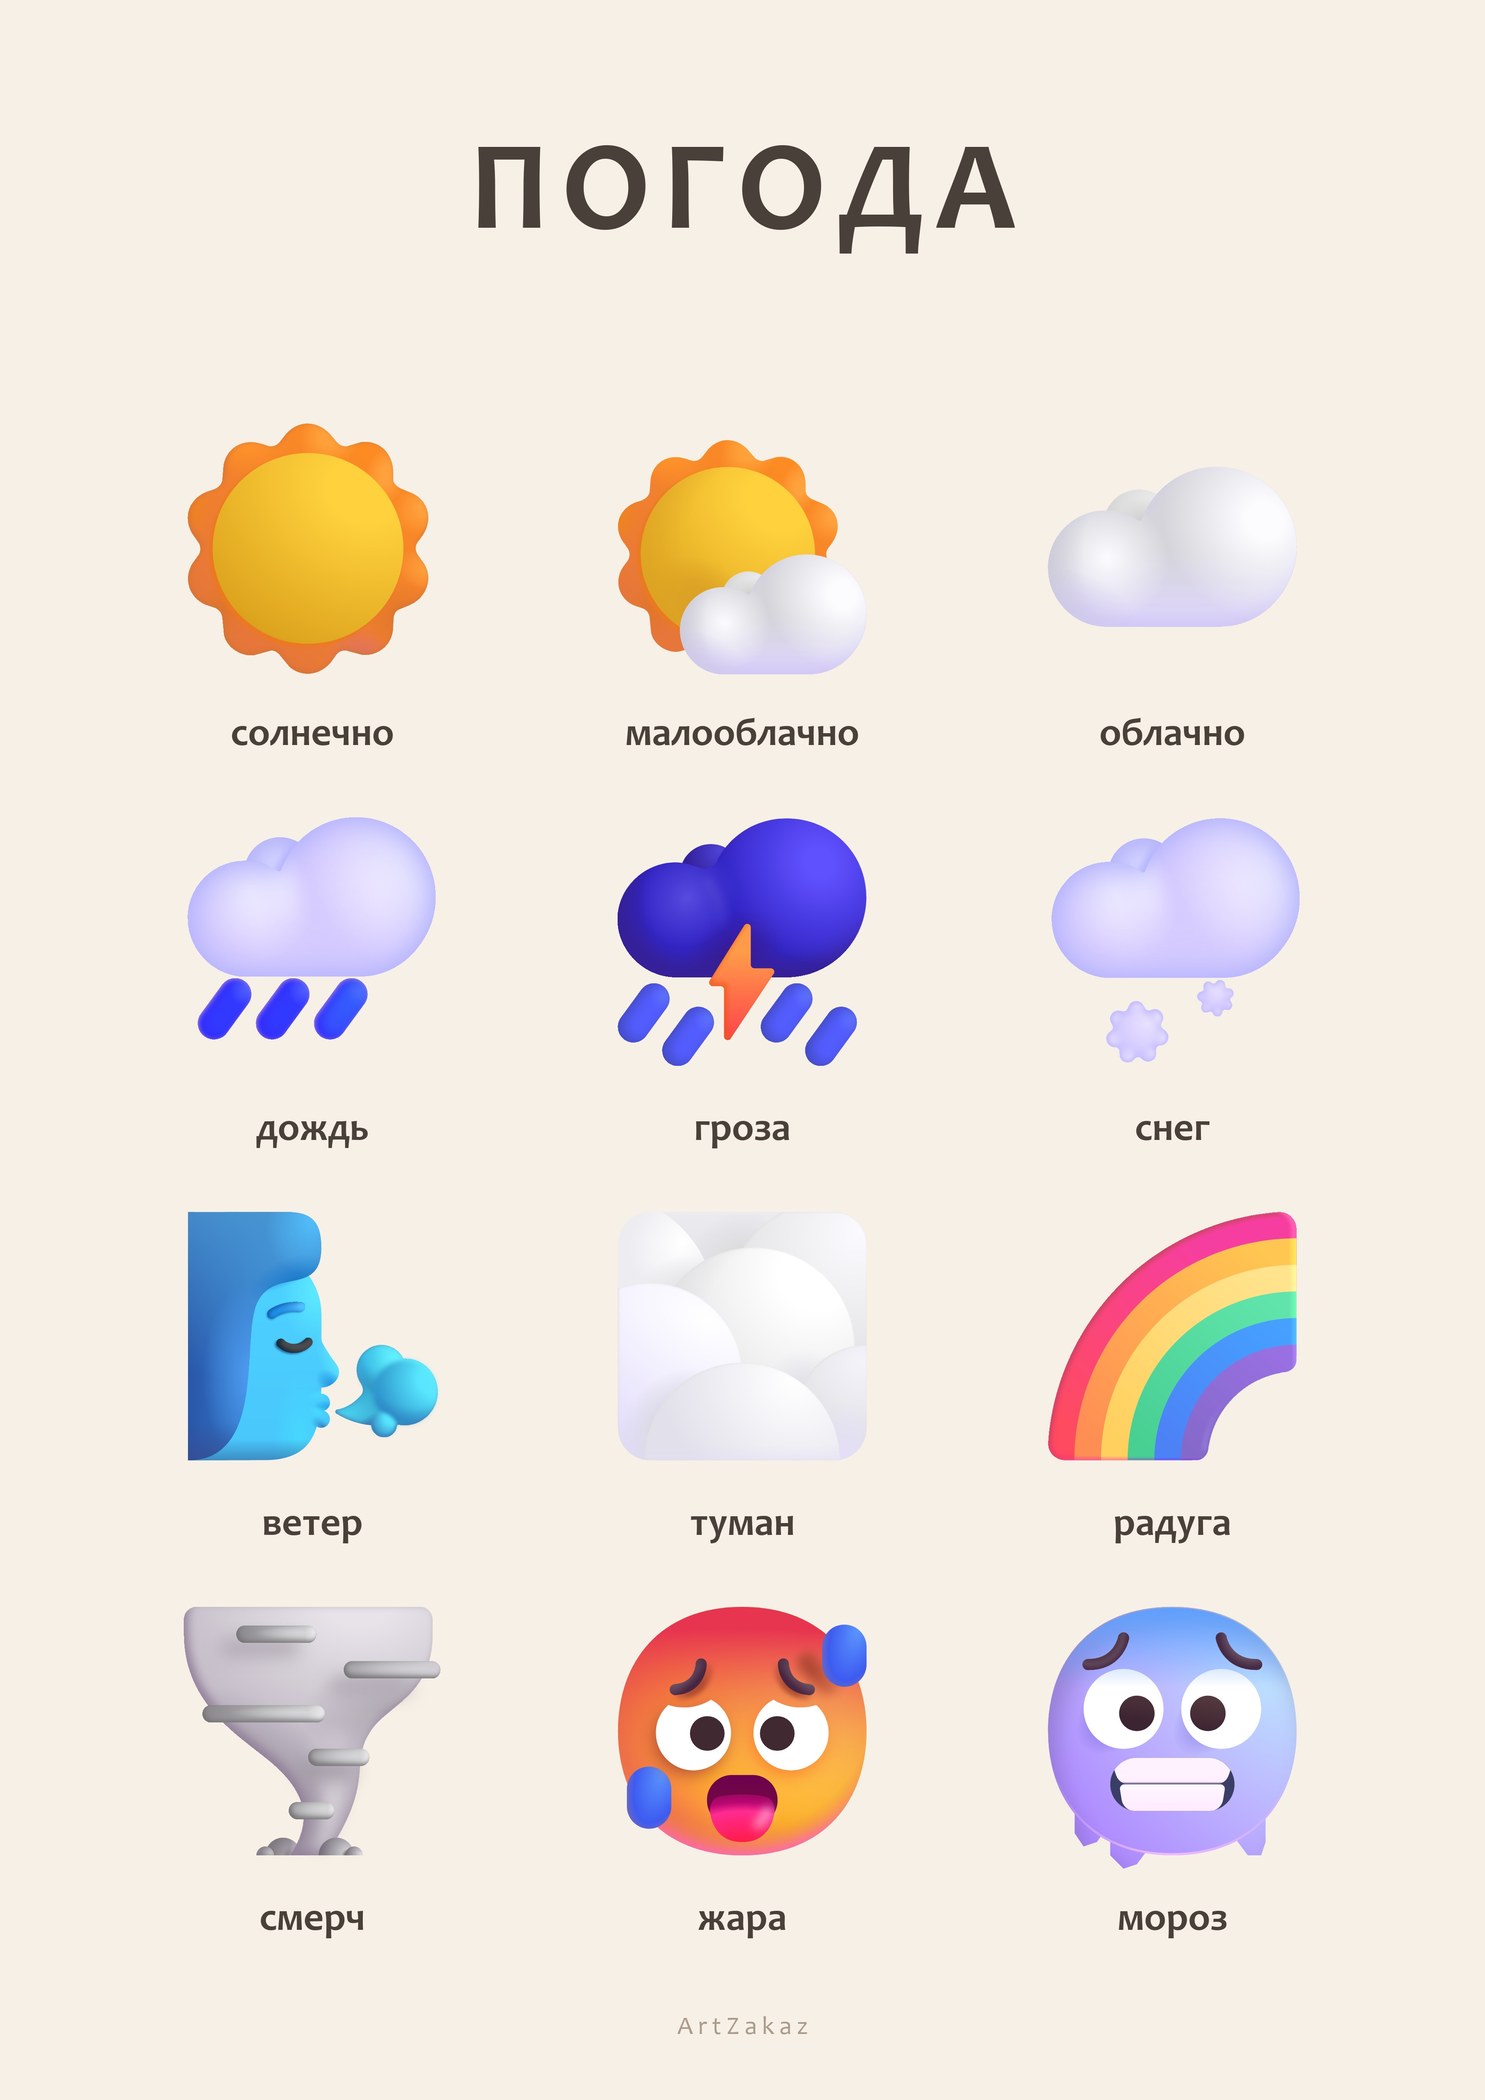 ПОГОДА
солнечно малооблачно облачно
дождь гроза снег
ветер туман радуга
смерч жара мороз
ArtZakaz